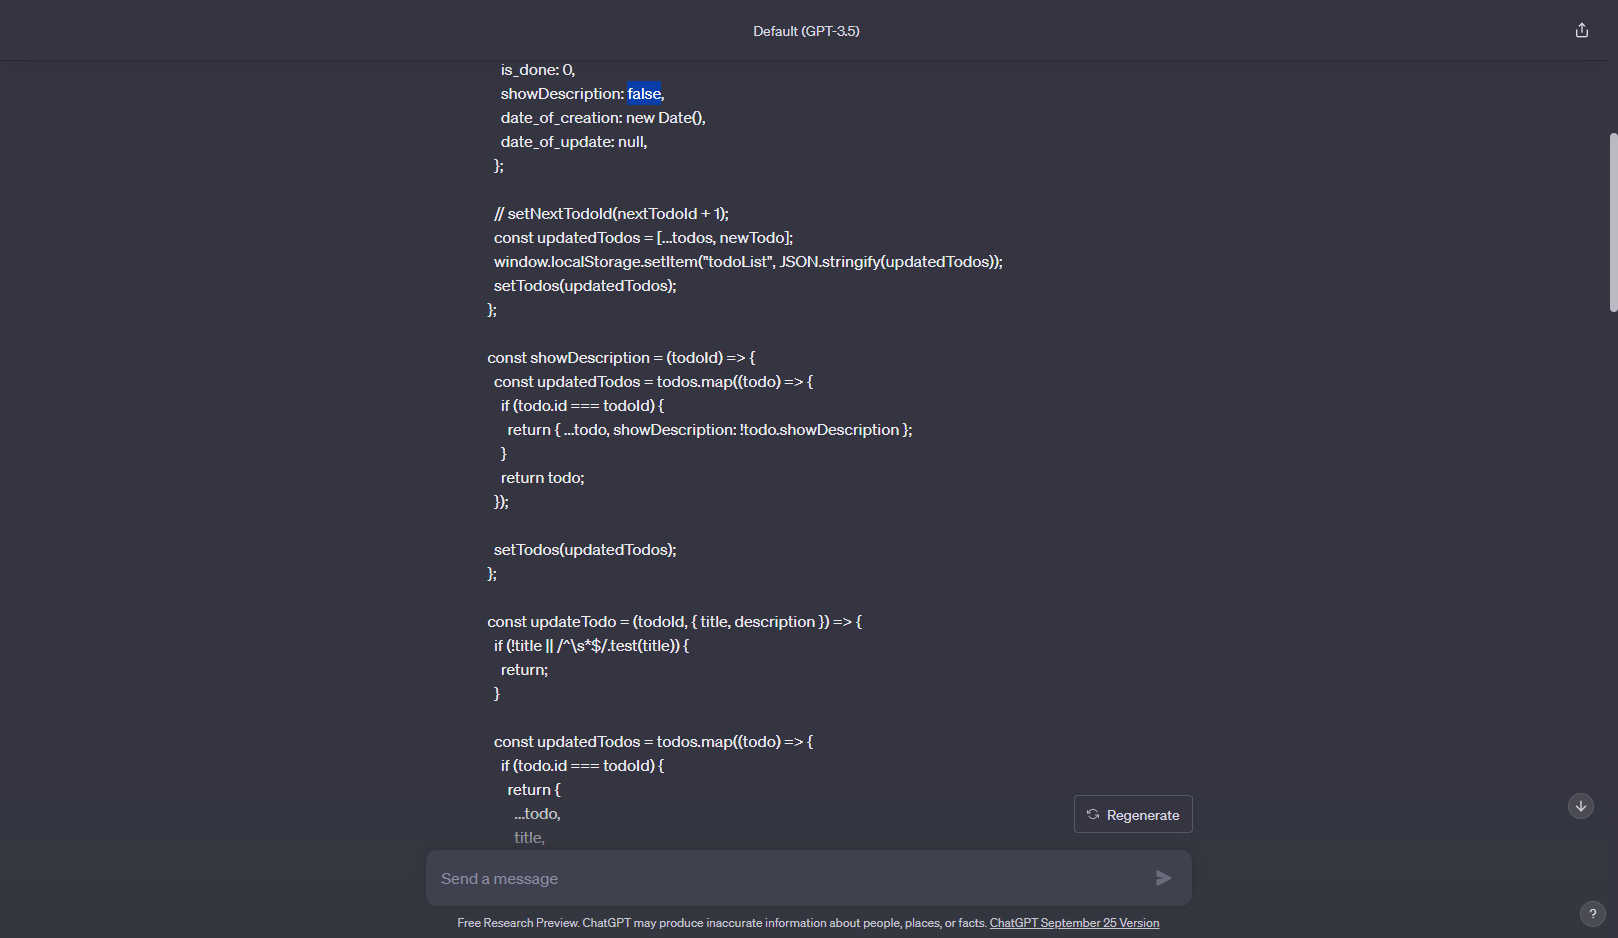 Default (GPT-3.5)
is_done: 0,
showDescription: false,
date_of_creation: new Date(),
date_of_update: null,
};
// setNextTodoId(nextTodoId + 1);
const updatedTodos = [...todos, newTodo];
window.localStorage.setItem("todoList", JSON.stringify(updatedTodos));
setTodos(updatedTodos);
};
const showDescription = (todoId) => {
const updatedTodos = todos.map((todo) => {
if (todo.id === todoId) {
return { ...todo, showDescription: !todo.showDescription };
}
return todo;
});
setTodos(updatedTodos);
};
const updateTodo = (todoId, { title, description }) => {
if (!title || /^\s*$/.test(title)) {
return;
}
const updatedTodos = todos.map((todo) => {
if (todo.id === todoId) {
return {
...todo,
title,
Regenerate
Send a message
Free Research Preview. ChatGPT may produce inaccurate information about people, places, or facts. ChatGPT September 25 Version
?